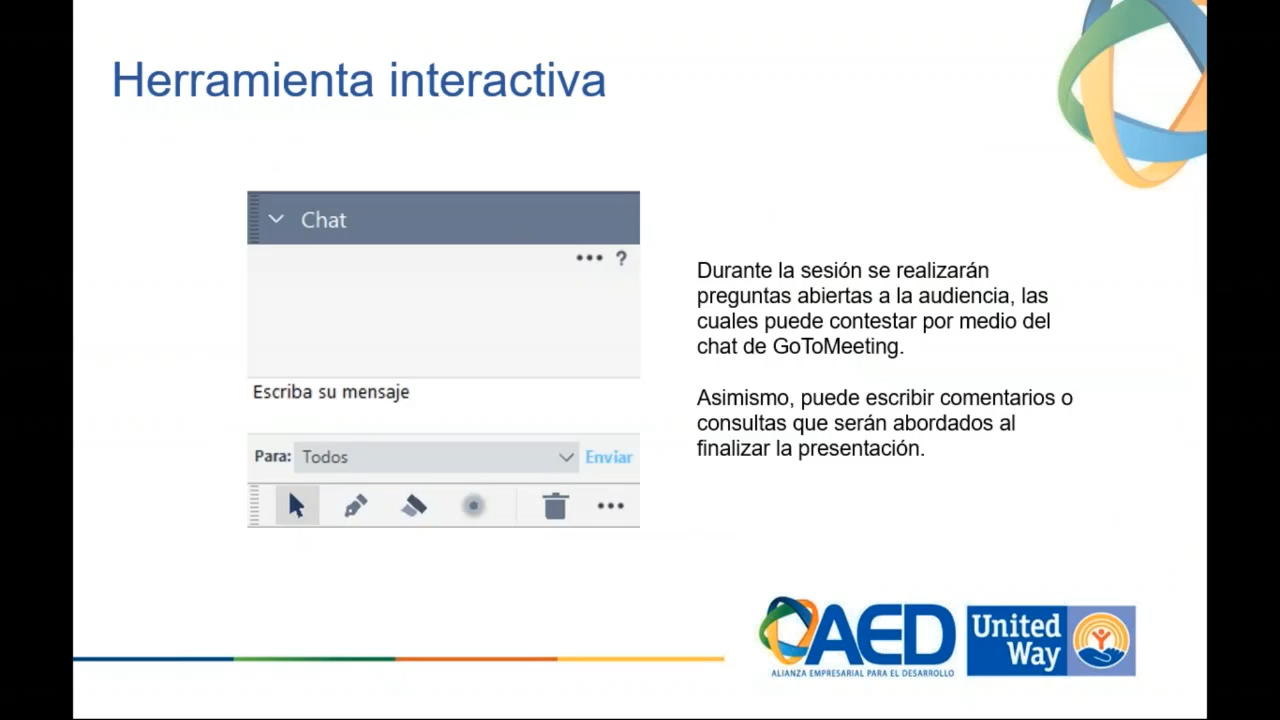 Herramienta interactiva
Chat
••• ?
Escriba su mensaje
Para: Todos Enviar
•••
Durante la sesión se realizarán
preguntas abiertas a la audiencia, las
cuales puede contestar por medio del
chat de GoToMeeting.
Asimismo, puede escribir comentarios o
consultas que serán abordados al
finalizar la presentación.
AED
ALIANZA EMPRESARIAL PARA EL DESARROLLO
United
Way